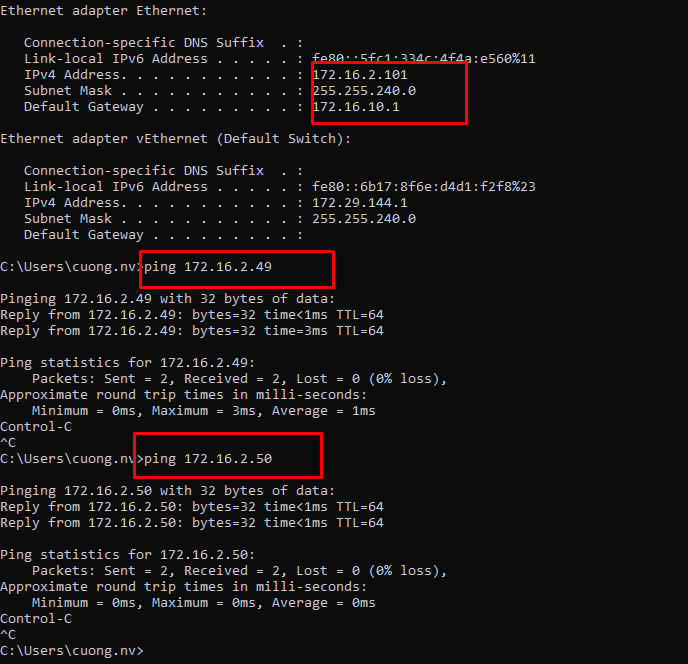 Ethernet adapter Ethernet:
Connection-specific DNS Suffix  . :
Link-local IPv6 Address . . . . . : fe80::5fc1:334c:4f4a:e560%11
IPv4 Address. . . . . . . . . . . : 172.16.2.101
Subnet Mask . . . . . . . . . . . : 255.255.240.0
Default Gateway . . . . . . . . . : 172.16.10.1
Ethernet adapter vEthernet (Default Switch):
Connection-specific DNS Suffix  . :
Link-local IPv6 Address . . . . . : fe80::6b17:8f6e:d4d1:f2f8%23
IPv4 Address. . . . . . . . . . . : 172.29.144.1
Subnet Mask . . . . . . . . . . . : 255.255.240.0
Default Gateway . . . . . . . . . :
C:\Users\cuong.nv>ping 172.16.2.49
Pinging 172.16.2.49 with 32 bytes of data:
Reply from 172.16.2.49: bytes=32 time<1ms TTL=64
Reply from 172.16.2.49: bytes=32 time=3ms TTL=64
Ping statistics for 172.16.2.49:
Packets: Sent = 2, Received = 2, Lost = 0 (0% loss),
Approximate round trip times in milli-seconds:
Minimum = 0ms, Maximum = 3ms, Average = 1ms
Control-C
^C
C:\Users\cuong.nv>ping 172.16.2.50
Pinging 172.16.2.50 with 32 bytes of data:
Reply from 172.16.2.50: bytes=32 time<1ms TTL=64
Reply from 172.16.2.50: bytes=32 time<1ms TTL=64
Ping statistics for 172.16.2.50:
Packets: Sent = 2, Received = 2, Lost = 0 (0% loss),
Approximate round trip times in milli-seconds:
Minimum = 0ms, Maximum = 0ms, Average = 0ms
Control-C
^C
C:\Users\cuong.nv>